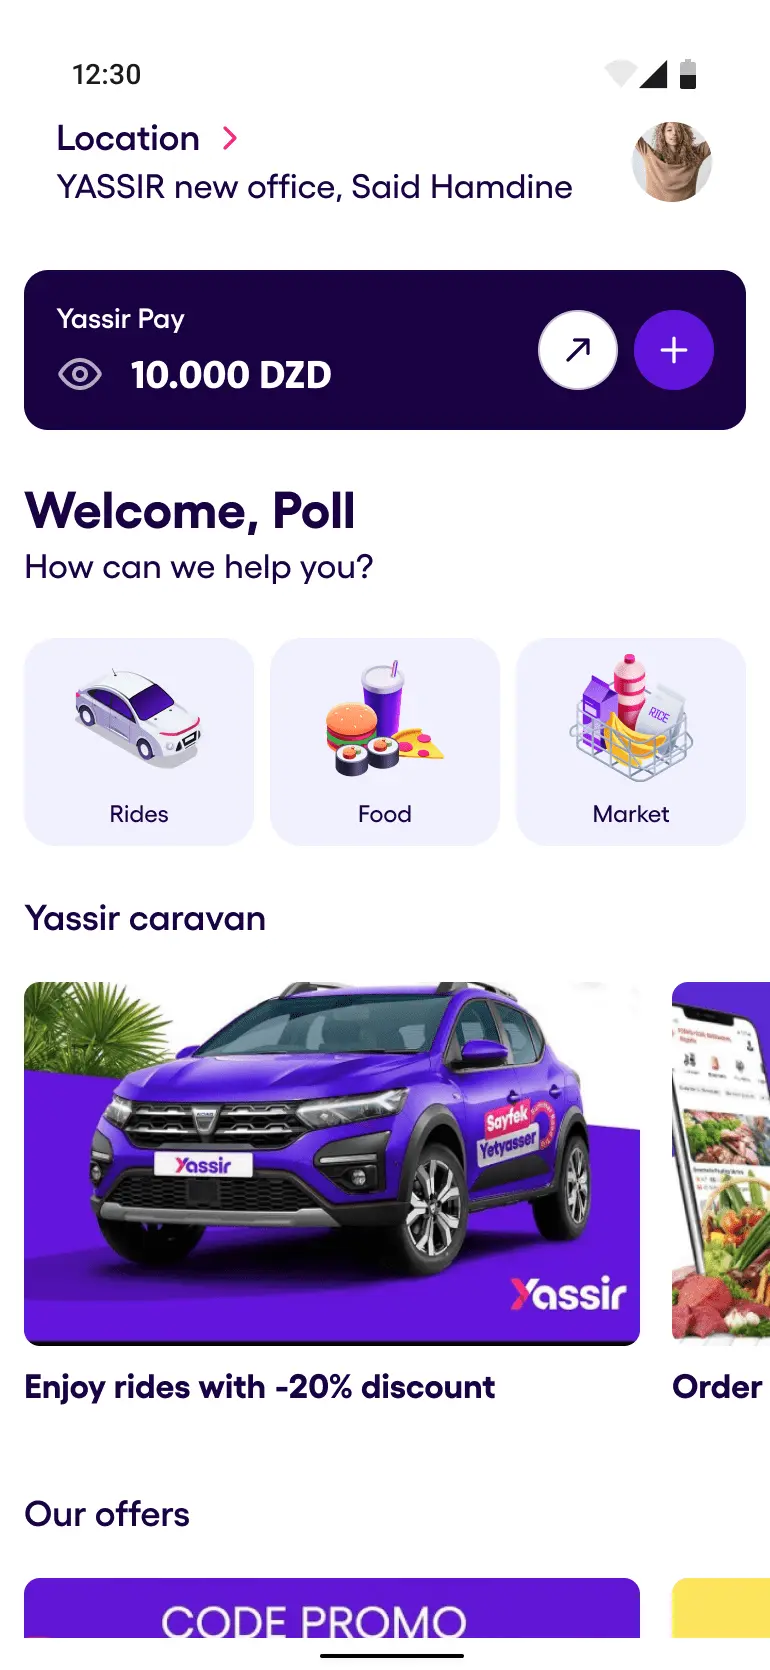 12:30
Location
YASSIR new office, Said Hamdine
Yassir Pay
10.000 DZD
Welcome, Poll
How can we help you?
RICE
Rides
Food
Market
Yassir caravan
Sayfek
Yetyasser
Yassir
Yassir
Enjoy rides with -20% discount
Order
Our offers
CODE PROMO